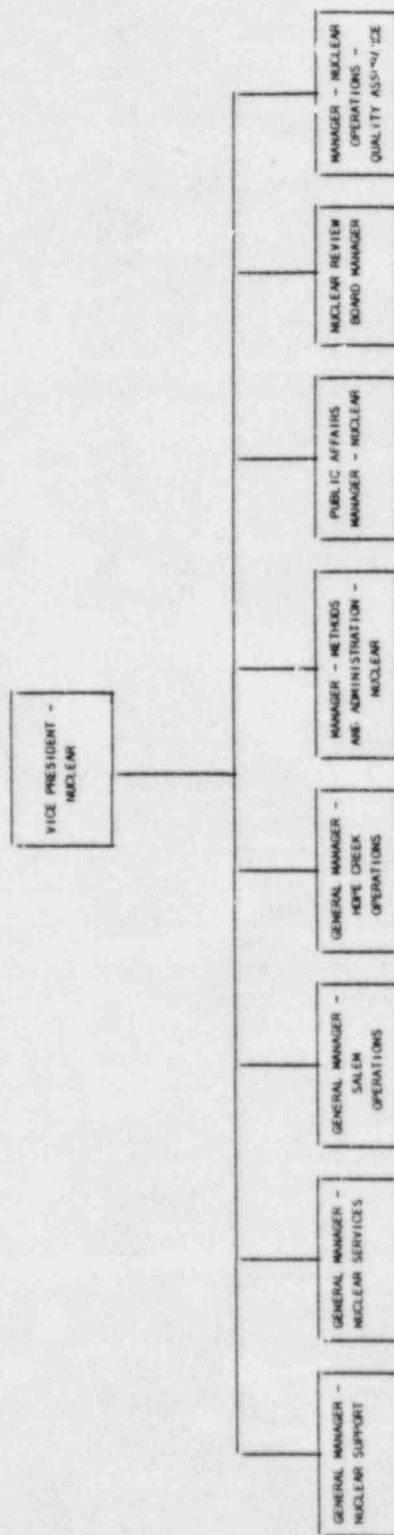 VICE PRESIDENT -
NUCLEAR
GENERAL MANAGER -
NUCLEAR SUPPORT
GENERAL MANAGER -
NUCLEAR SERVICES
GENERAL MANAGER -
SALEM
OPERATIONS
GENERAL MANAGER -
HOPE CREEK
OPERATIONS
MANAGER - METHODS
AND ADMINISTRATION -
NUCLEAR
PUBLIC AFFAIRS
MANAGER - NUCLEAR
NUCLEAR REVIEW
BOARD MANAGER
MANAGER - NUCLEAR
OPERATIONS -
QUALITY ASSURANCE